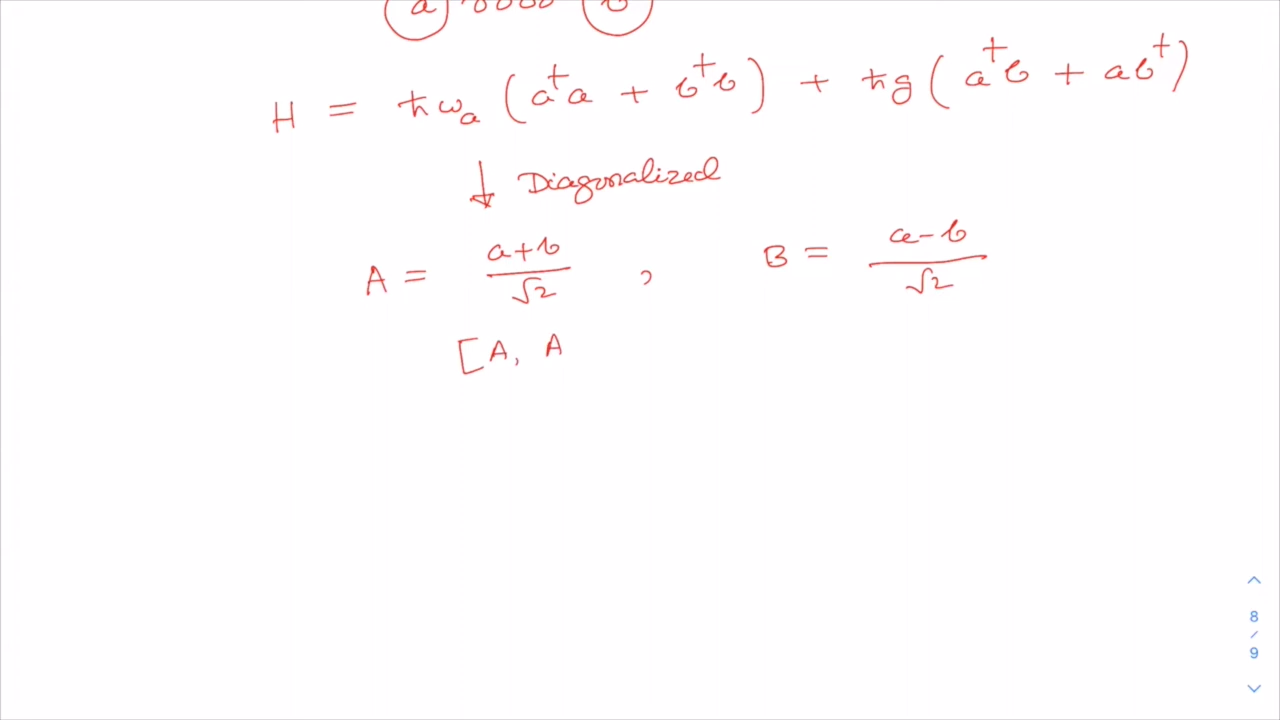 a b
H = ħω_a (a†a + b†b) + ħg (a†b + ab†)
↓ Diagonalized
A = (a+b)/√2 , B = (a-b)/√2
[A, A
8
/
9